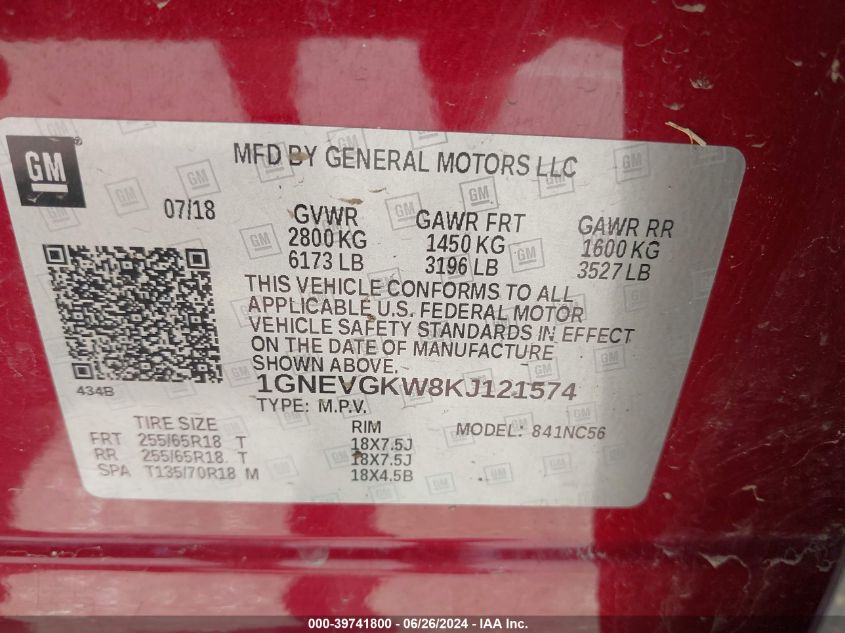 GM
MFD BY GENERAL MOTORS LLC
07/18 GVWR GAWR FRT GAWR RR
2800 KG 1450 KG 1600 KG
6173 LB 3196 LB 3527 LB
THIS VEHICLE CONFORMS TO ALL
APPLICABLE U.S. FEDERAL MOTOR
VEHICLE SAFETY STANDARDS IN EFFECT
ON THE DATE OF MANUFACTURE
SHOWN ABOVE.
434B
1GNEVGKW8KJ121574
TYPE: M.P.V.
TIRE SIZE RIM MODEL: 841NC56
FRT 255/65R18 T 18X7.5J
RR 255/65R18. T 18X7.5J
SPA T135/70R18 M 18X4.5B
000-39741800 / 06/26/2024 - IAA Inc.